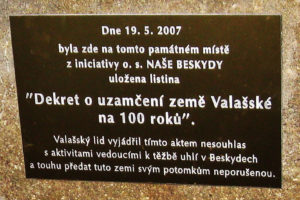 Dne 19. 5. 2007
byla zde na tomto památném místě
z iniciativy o. s. NAŠE BESKYDY
uložena listina
"Dekret o uzamčení země Valašské
na 100 roků".
Valašský lid vyjádřil tímto aktem nesouhlas
s aktivitami vedoucími k těžbě uhlí v Beskydech
a touhu předat tuto zemi svým potomkům neporušenou.